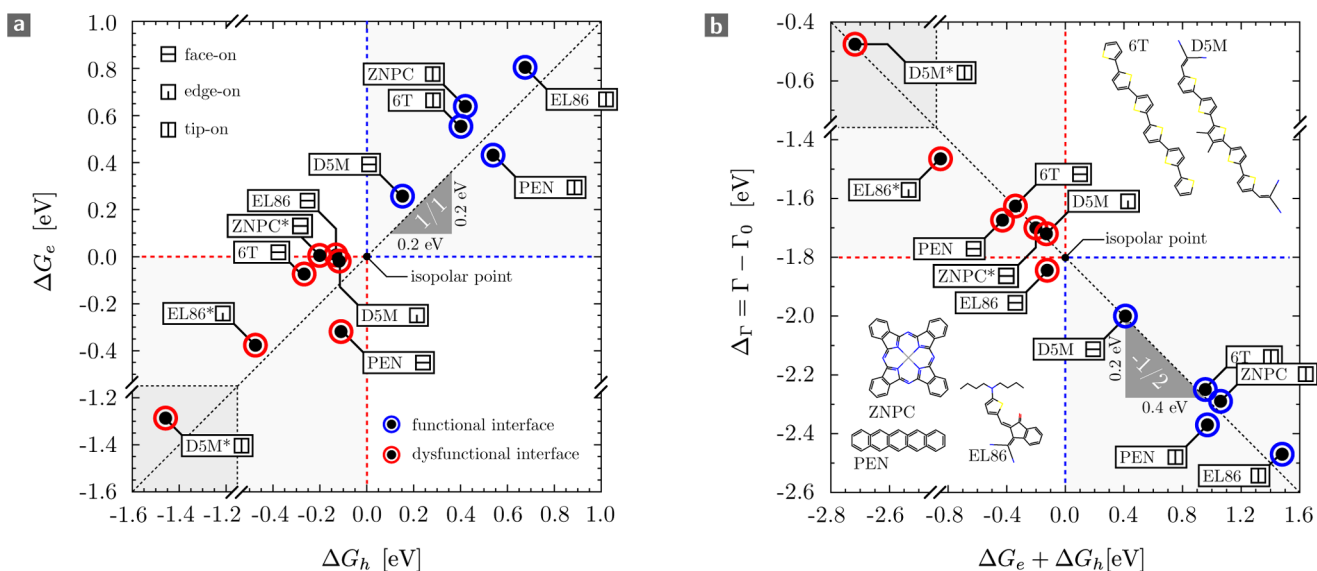 a
1.0
0.8
0.6
0.4
0.2
0.0
-0.2
-0.4
-1.2
-1.4
-1.6
ΔG_e [eV]
face-on
edge-on
tip-on
ZNPC
6T
EL86
D5M
PEN
EL86
ZNPC*
6T
1/1
0.2 eV
0.2 eV
isopolar point
EL86*
D5M
PEN
D5M*
functional interface
dysfunctional interface
-1.6 -1.4 -1.2 -0.4 -0.2 0.0 0.2 0.4 0.6 0.8 1.0
ΔG_h [eV]
b
-0.4
-0.6
-1.4
-1.6
-1.8
-2.0
-2.2
-2.4
-2.6
Δ_Γ = Γ − Γ_0 [eV]
6T
D5M
D5M*
EL86*
6T
D5M
PEN
ZNPC*
EL86
isopolar point
D5M
0.2 eV
-1/2
0.4 eV
6T
ZNPC
PEN
EL86
ZNPC
PEN
EL86
-2.8 -0.8 -0.4 0.0 0.4 0.8 1.2 1.6
ΔG_e + ΔG_h[eV]